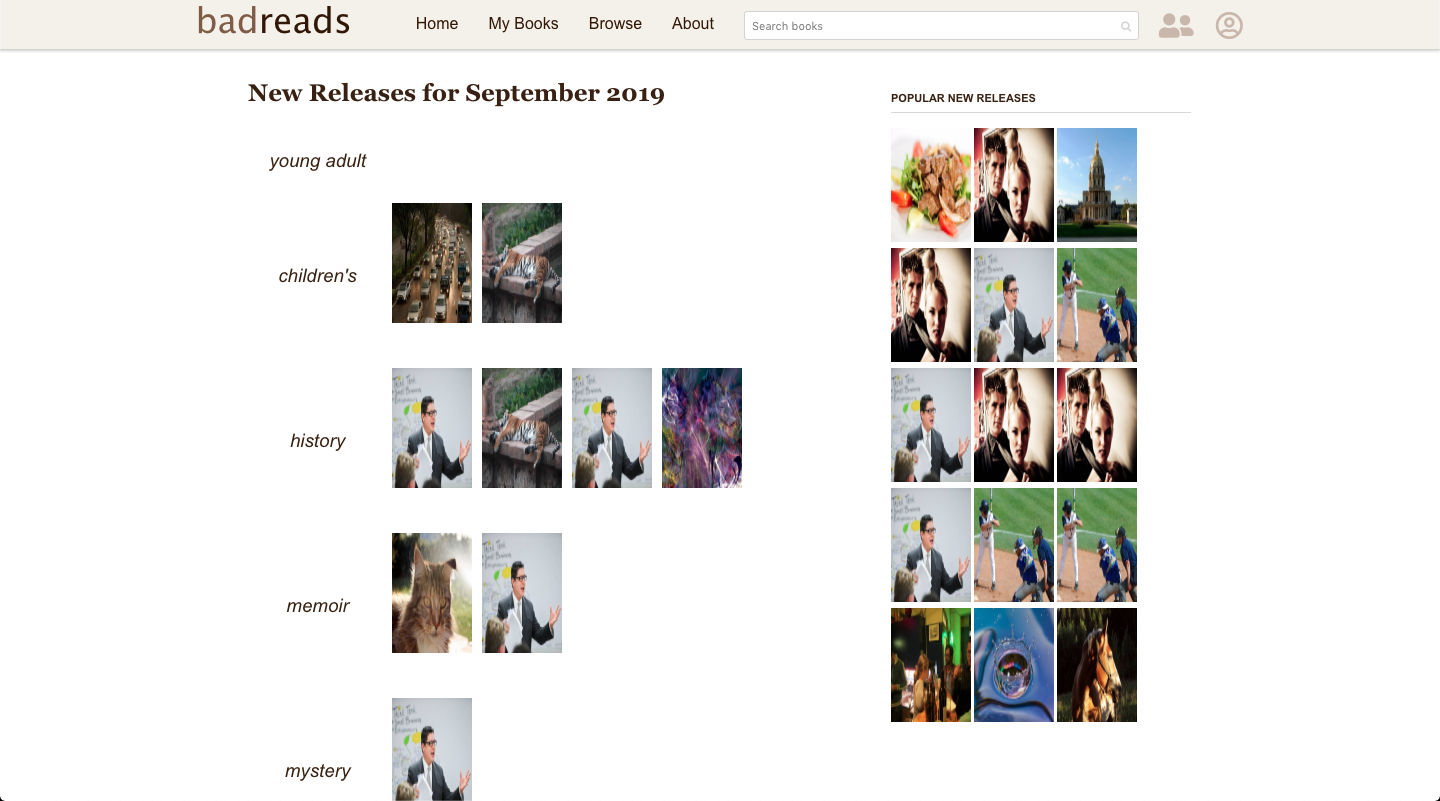 badreads
Home
My Books
Browse
About
Search books
New Releases for September 2019
young adult
children's
history
memoir
mystery
POPULAR NEW RELEASES